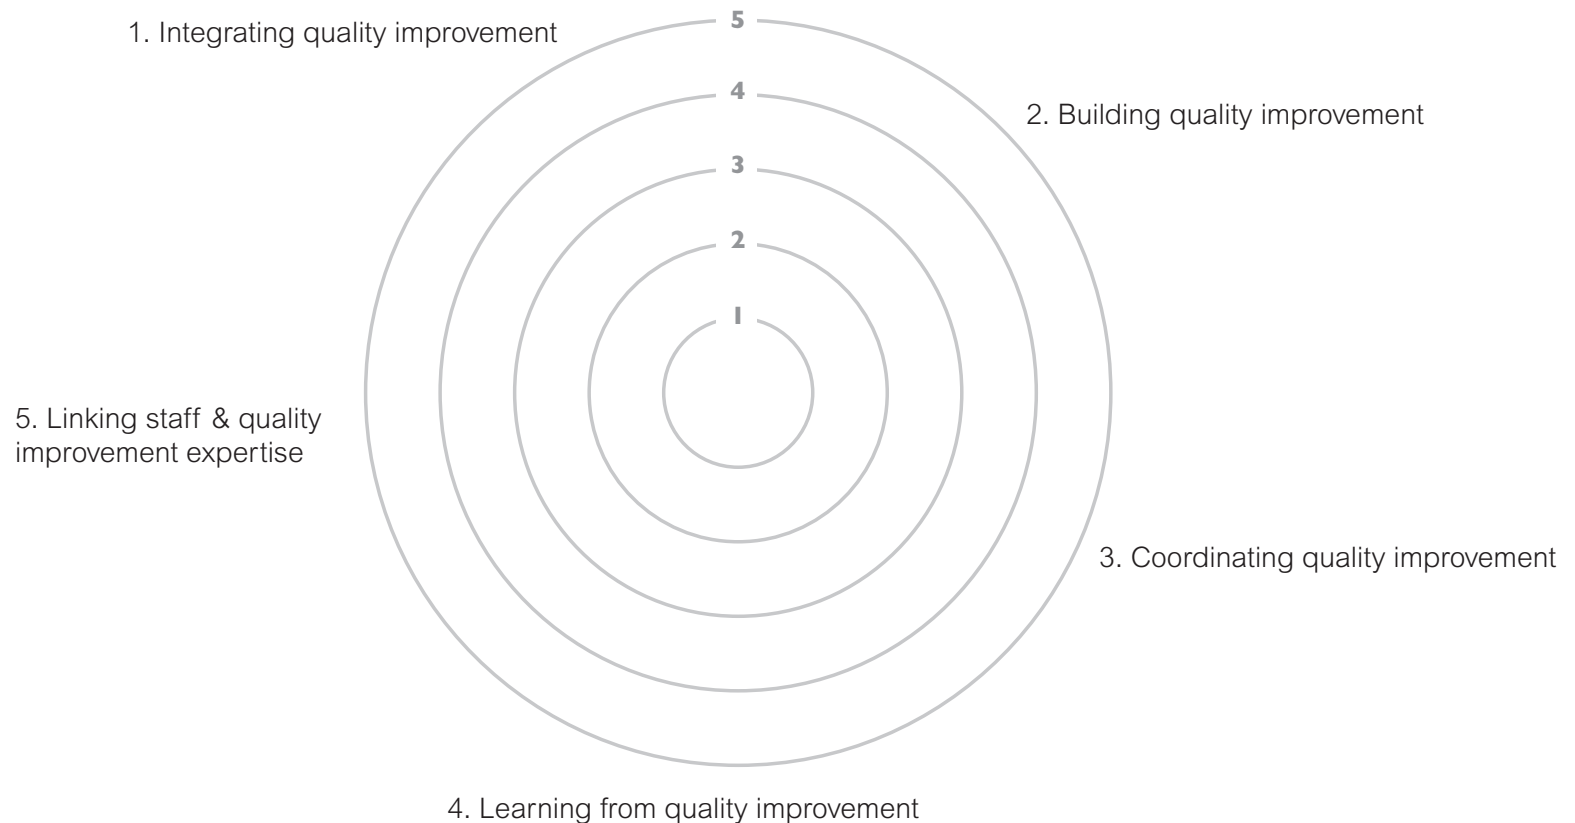 1. Integrating quality improvement
5
4
2. Building quality improvement
3
2
1
5. Linking staff & quality
improvement expertise
3. Coordinating quality improvement
4. Learning from quality improvement